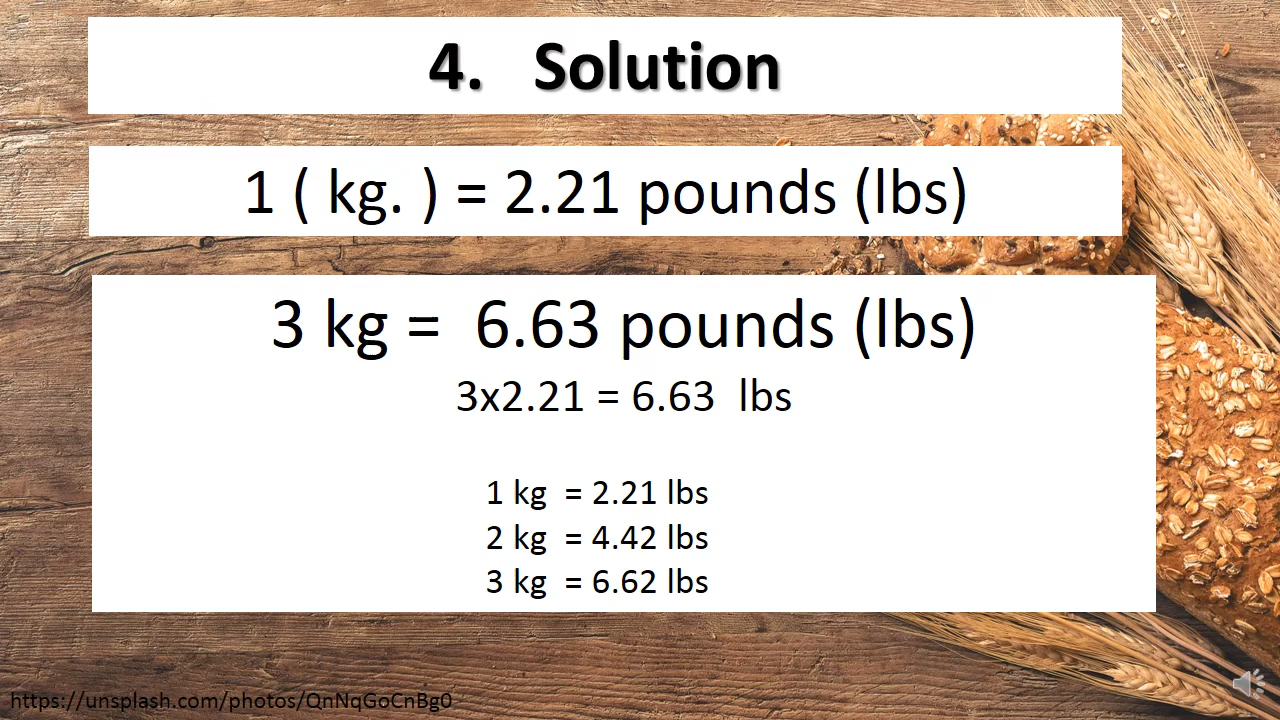 4. Solution
1 ( kg. ) = 2.21 pounds (lbs)
3 kg = 6.63 pounds (lbs)
3x2.21 = 6.63 lbs
1 kg = 2.21 lbs
2 kg = 4.42 lbs
3 kg = 6.62 lbs
https://unsplash.com/photos/QnNqGoCnBg0